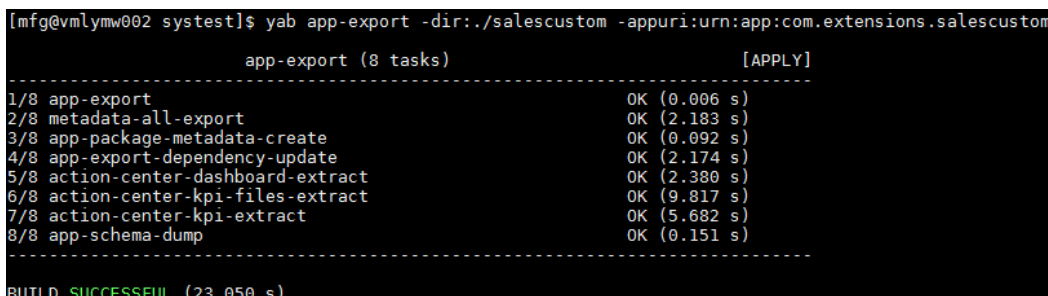 [mfg@vmlymw002 systest]$ yab app-export -dir:./salescustom -appuri:urn:app:com.extensions.salescustom
app-export (8 tasks) [APPLY]
--------------------------------------------------------------------------------
1/8 app-export OK (0.006 s)
2/8 metadata-all-export OK (2.183 s)
3/8 app-package-metadata-create OK (0.092 s)
4/8 app-export-dependency-update OK (2.174 s)
5/8 action-center-dashboard-extract OK (2.380 s)
6/8 action-center-kpi-files-extract OK (9.817 s)
7/8 action-center-kpi-extract OK (5.682 s)
8/8 app-schema-dump OK (0.151 s)
--------------------------------------------------------------------------------
BUILD SUCCESSFUL (23.050 s)